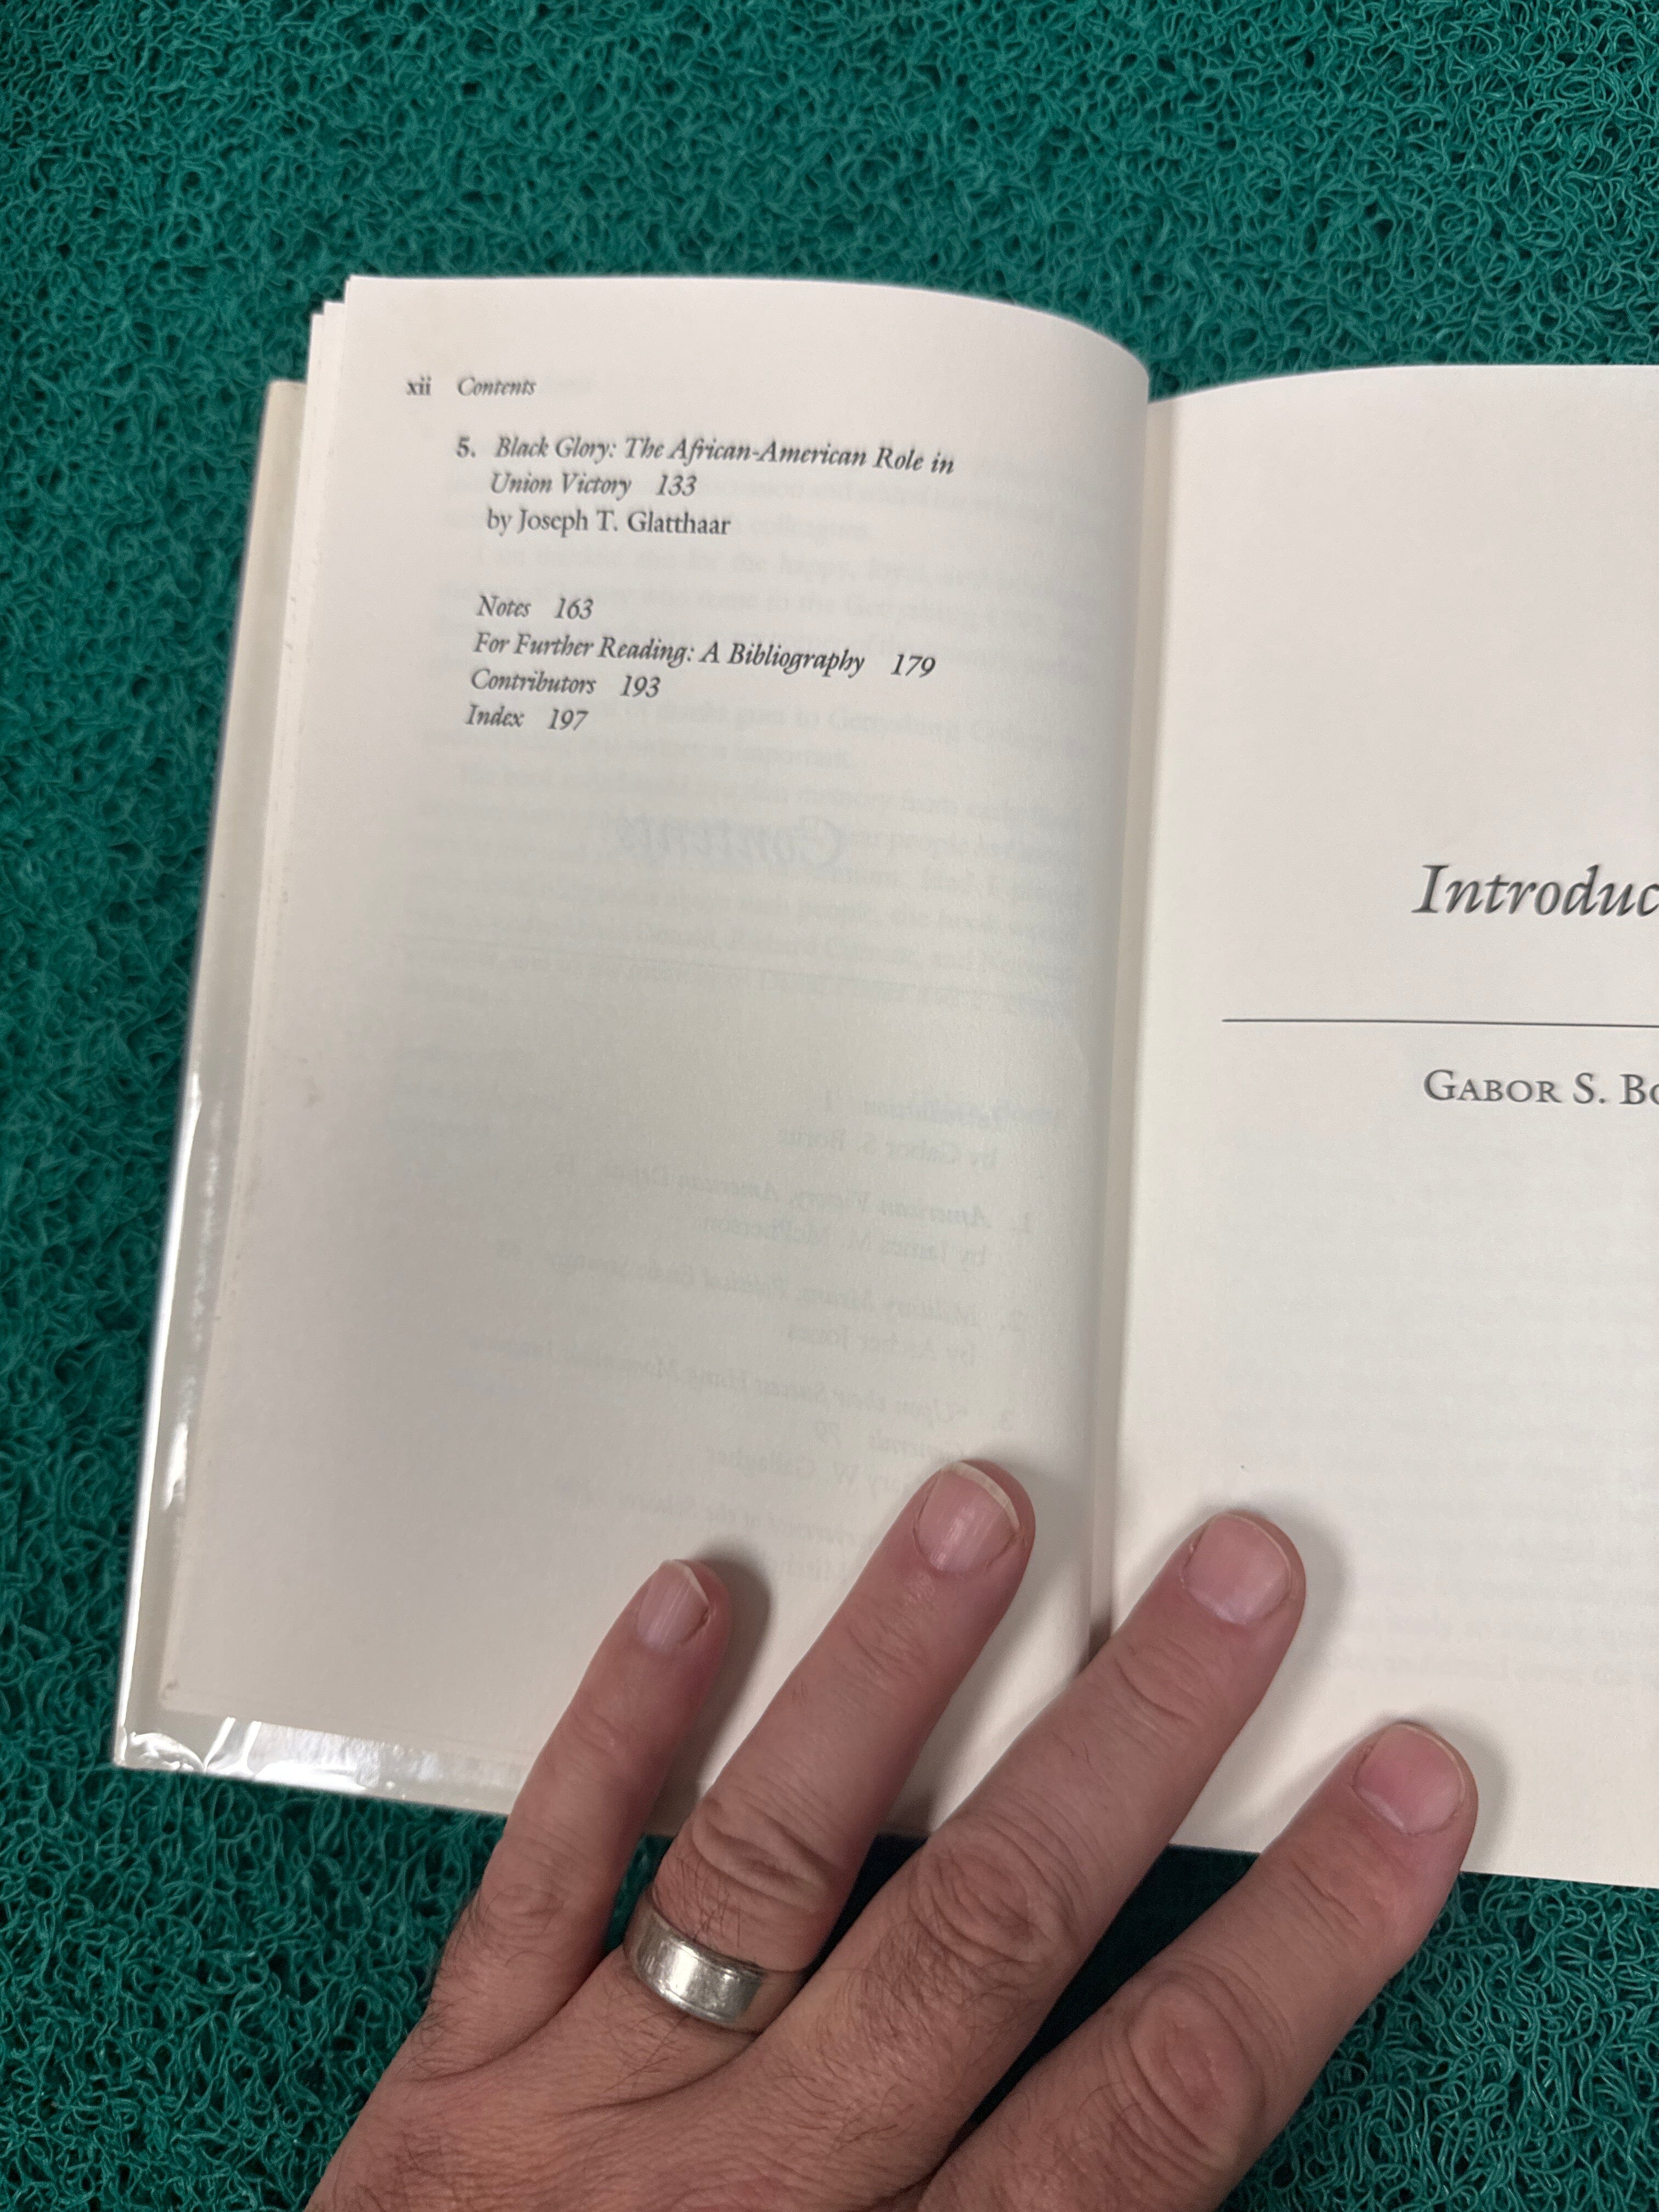 xii Contents
5. Black Glory: The African-American Role in
Union Victory 133
by Joseph T. Glatthaar
Notes 163
For Further Reading: A Bibliography 179
Contributors 193
Index 197
Introduc
GABOR S. BO